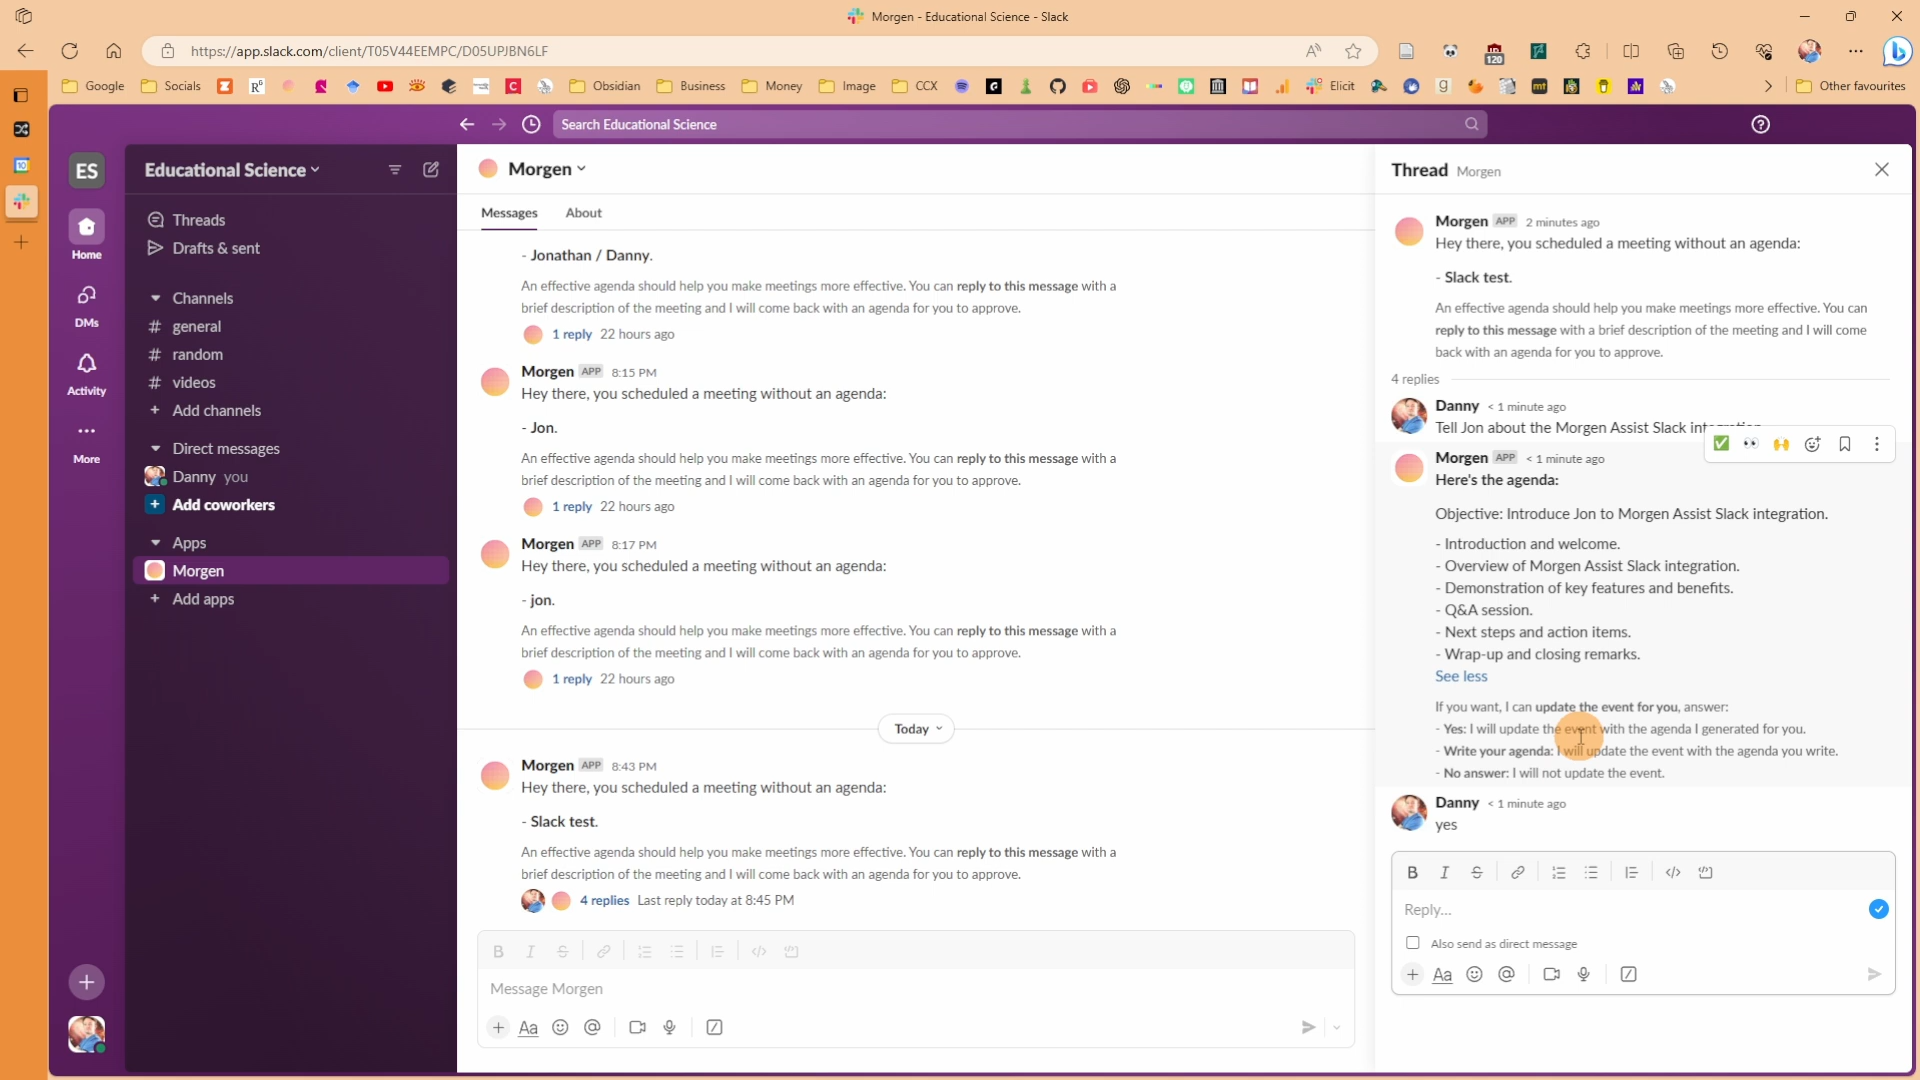 Morgen - Educational Science - Slack
https://app.slack.com/client/T05V44EEMPC/D05UPJBN6LF
120
Google
Socials
Obsidian
Business
Money
Image
CCX
Elicit
Other favourites
Search Educational Science
ES
Home
DMs
Activity
More
Educational Science
Threads
Drafts & sent
Channels
# general
# random
# videos
+ Add channels
Direct messages
Danny you
+ Add coworkers
Apps
Morgen
+ Add apps
Morgen
Messages
About
- Jonathan / Danny.
An effective agenda should help you make meetings more effective. You can reply to this message with a
brief description of the meeting and I will come back with an agenda for you to approve.
1 reply 22 hours ago
Morgen APP 8:15 PM
Hey there, you scheduled a meeting without an agenda:
- Jon.
An effective agenda should help you make meetings more effective. You can reply to this message with a
brief description of the meeting and I will come back with an agenda for you to approve.
1 reply 22 hours ago
Morgen APP 8:17 PM
Hey there, you scheduled a meeting without an agenda:
- jon.
An effective agenda should help you make meetings more effective. You can reply to this message with a
brief description of the meeting and I will come back with an agenda for you to approve.
1 reply 22 hours ago
Today
Morgen APP 8:43 PM
Hey there, you scheduled a meeting without an agenda:
- Slack test.
An effective agenda should help you make meetings more effective. You can reply to this message with a
brief description of the meeting and I will come back with an agenda for you to approve.
4 replies Last reply today at 8:45 PM
Message Morgen
Thread Morgen
Morgen APP 2 minutes ago
Hey there, you scheduled a meeting without an agenda:
- Slack test.
An effective agenda should help you make meetings more effective. You can
reply to this message with a brief description of the meeting and I will come
back with an agenda for you to approve.
4 replies
Danny < 1 minute ago
Tell Jon about the Morgen Assist Slack
Morgen APP < 1 minute ago
Here's the agenda:
Objective: Introduce Jon to Morgen Assist Slack integration.
- Introduction and welcome.
- Overview of Morgen Assist Slack integration.
- Demonstration of key features and benefits.
- Q&A session.
- Next steps and action items.
- Wrap-up and closing remarks.
See less
If you want, I can update the event for you, answer:
- Yes: I will update the event with the agenda I generated for you.
- Write your agenda: I will update the event with the agenda you write.
- No answer: I will not update the event.
Danny < 1 minute ago
yes
Reply...
Also send as direct message